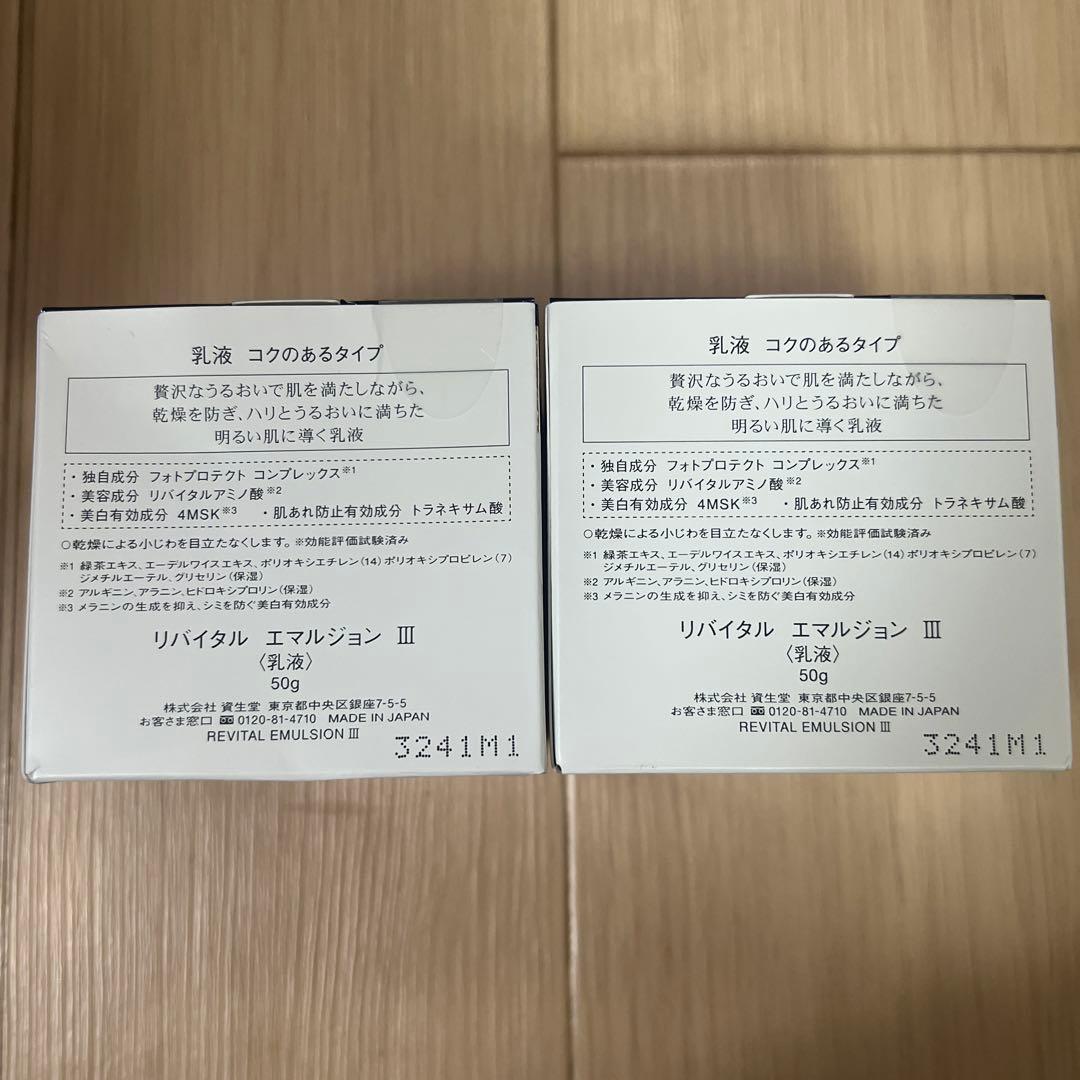 乳液 コクのあるタイプ
贅沢なうるおいで肌を満たしながら、
乾燥を防ぎ、ハリとうるおいに満ちた
明るい肌に導く乳液
・独自成分 フォトプロテクト コンプレックス※1
・美容成分 リバイタルアミノ酸※2
・美白有効成分 4MSK※3 ・肌あれ防止有効成分 トラネキサム酸
○乾燥による小じわを目立たなくします。※効能評価試験済み
※1 緑茶エキス、エーデルワイスエキス、ポリオキシエチレン(14)ポリオキシプロピレン(7)
ジメチルエーテル、グリセリン(保湿)
※2 アルギニン、アラニン、ヒドロキシプロリン(保湿)
※3 メラニンの生成を抑え、シミを防ぐ美白有効成分
リバイタル エマルジョン Ⅲ
〈乳液〉
50g
株式会社 資生堂 東京都中央区銀座7-5-5
お客さま窓口 0120-81-4710 MADE IN JAPAN
REVITAL EMULSION Ⅲ
3241M1
乳液 コクのあるタイプ
贅沢なうるおいで肌を満たしながら、
乾燥を防ぎ、ハリとうるおいに満ちた
明るい肌に導く乳液
・独自成分 フォトプロテクト コンプレックス※1
・美容成分 リバイタルアミノ酸※2
・美白有効成分 4MSK※3 ・肌あれ防止有効成分 トラネキサム酸
○乾燥による小じわを目立たなくします。※効能評価試験済み
※1 緑茶エキス、エーデルワイスエキス、ポリオキシエチレン(14)ポリオキシプロピレン(7)
ジメチルエーテル、グリセリン(保湿)
※2 アルギニン、アラニン、ヒドロキシプロリン(保湿)
※3 メラニンの生成を抑え、シミを防ぐ美白有効成分
リバイタル エマルジョン Ⅲ
〈乳液〉
50g
株式会社 資生堂 東京都中央区銀座7-5-5
お客さま窓口 0120-81-4710 MADE IN JAPAN
REVITAL EMULSION Ⅲ
3241M1